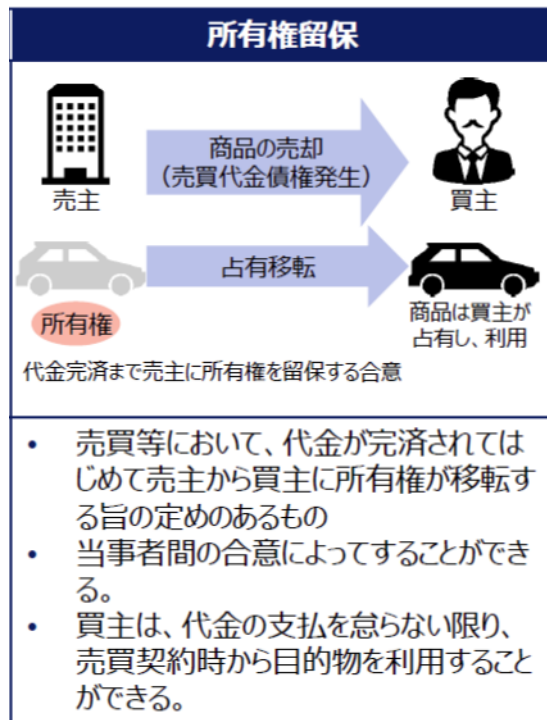 所有権留保
商品の売却
（売買代金債権発生）
売主
買主
占有移転
所有権
商品は買主が
占有し、利用
代金完済まで売主に所有権を留保する合意
• 売買等において、代金が完済されては
じめて売主から買主に所有権が移転す
る旨の定めのあるもの
• 当事者間の合意によってすることができ
る。
• 買主は、代金の支払を怠らない限り、
売買契約時から目的物を利用すること
ができる。